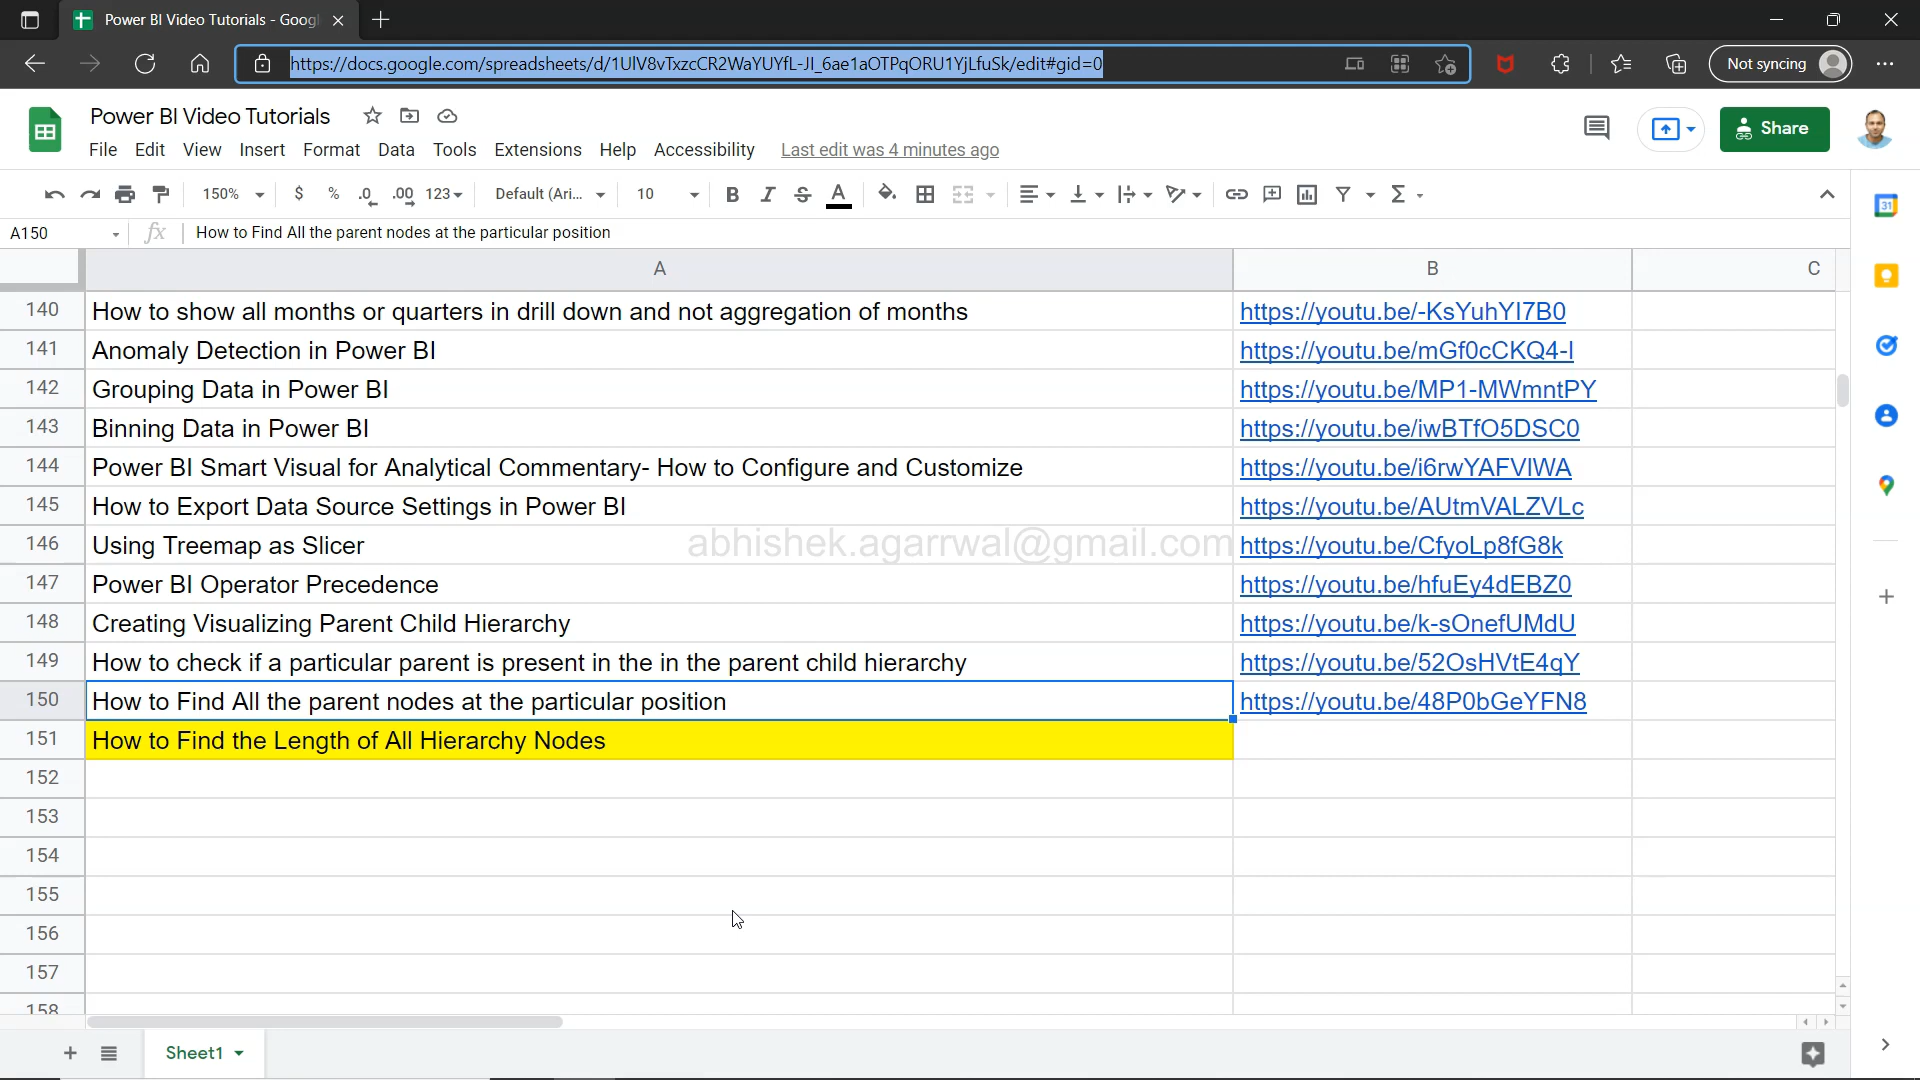 Power BI Video Tutorials - Goog
https://docs.google.com/spreadsheets/d/1UlV8vTxzcCR2WaYUYfL-JI_6ae1aOTPqORU1YjLfuSk/edit#gid=0
Not syncing
Power BI Video Tutorials
File Edit View Insert Format Data Tools Extensions Help Accessibility Last edit was 4 minutes ago
Share
150% $ % .0 .00 123 Default (Ari... 10 B I S A
A150 fx How to Find All the parent nodes at the particular position
A B C
140 How to show all months or quarters in drill down and not aggregation of months https://youtu.be/-KsYuhYI7B0
141 Anomaly Detection in Power BI https://youtu.be/mGf0cCKQ4-I
142 Grouping Data in Power BI https://youtu.be/MP1-MWmntPY
143 Binning Data in Power BI https://youtu.be/iwBTfO5DSC0
144 Power BI Smart Visual for Analytical Commentary- How to Configure and Customize https://youtu.be/i6rwYAFVIWA
145 How to Export Data Source Settings in Power BI https://youtu.be/AUtmVALZVLc
146 Using Treemap as Slicer https://youtu.be/CfyoLp8fG8k
abhishek.agarrwal@gmail.com
147 Power BI Operator Precedence https://youtu.be/hfuEy4dEBZ0
148 Creating Visualizing Parent Child Hierarchy https://youtu.be/k-sOnefUMdU
149 How to check if a particular parent is present in the in the parent child hierarchy https://youtu.be/52OsHVtE4qY
150 How to Find All the parent nodes at the particular position https://youtu.be/48P0bGeYFN8
151 How to Find the Length of All Hierarchy Nodes
152
153
154
155
156
157
158
Sheet1
31